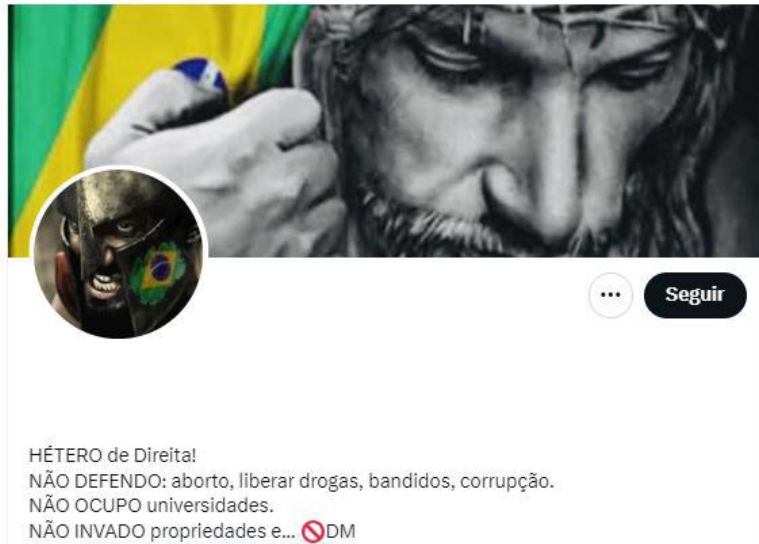 Seguir
HÉTERO de Direita!
NÃO DEFENDO: aborto, liberar drogas, bandidos, corrupção.
NÃO OCUPO universidades.
NÃO INVADO propriedades e... 🚫DM